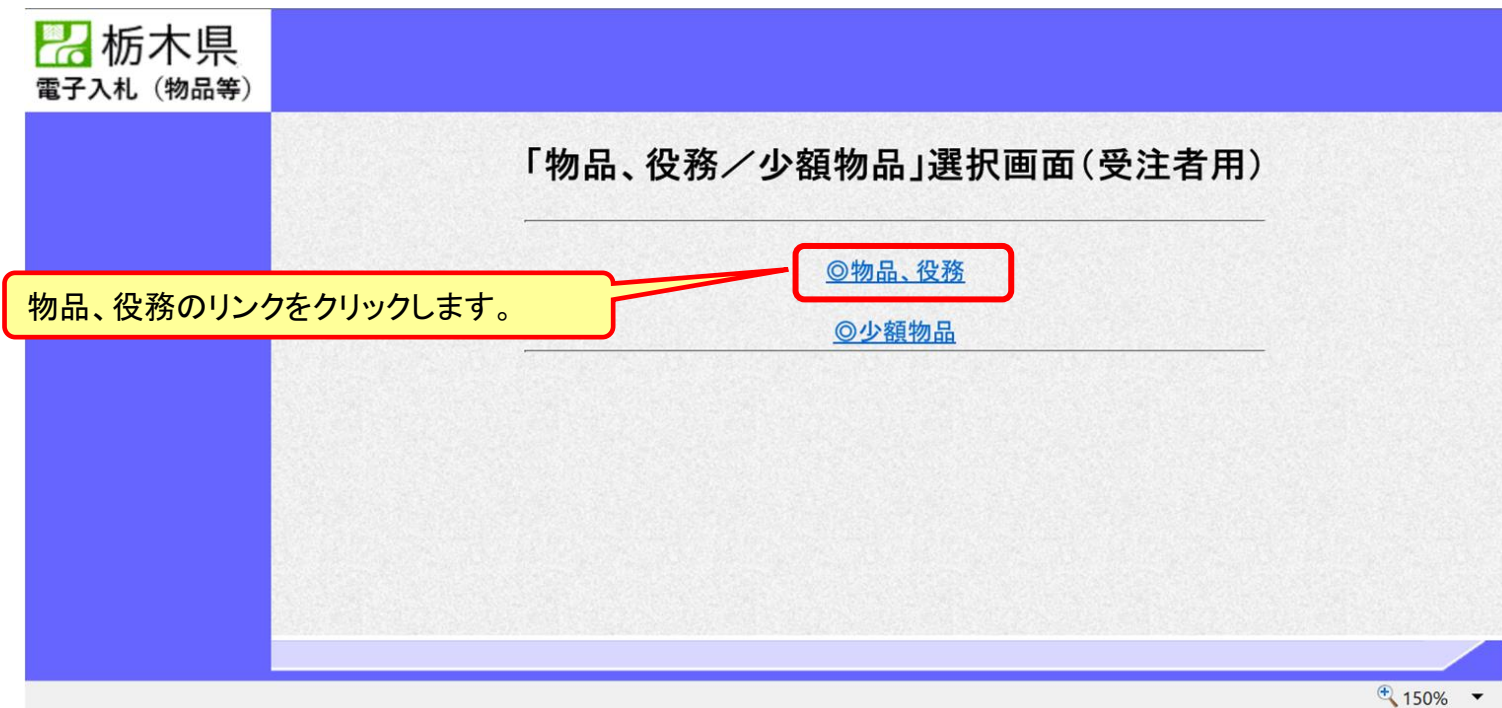 栃木県
電子入札（物品等）
「物品、役務／少額物品」選択画面（受注者用）
◎物品、役務
物品、役務のリンクをクリックします。
◎少額物品
150%